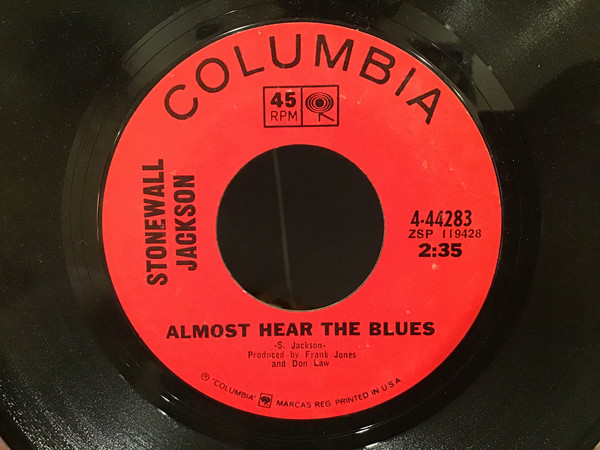 COLUMBIA
45
RPM
STONEWALL
JACKSON
4-44283
ZSP 119428
2:35
ALMOST HEAR THE BLUES
-S. Jackson-
Produced by Frank Jones
and Don Law
® "COLUMBIA" MARCAS REG. PRINTED IN U.S.A.